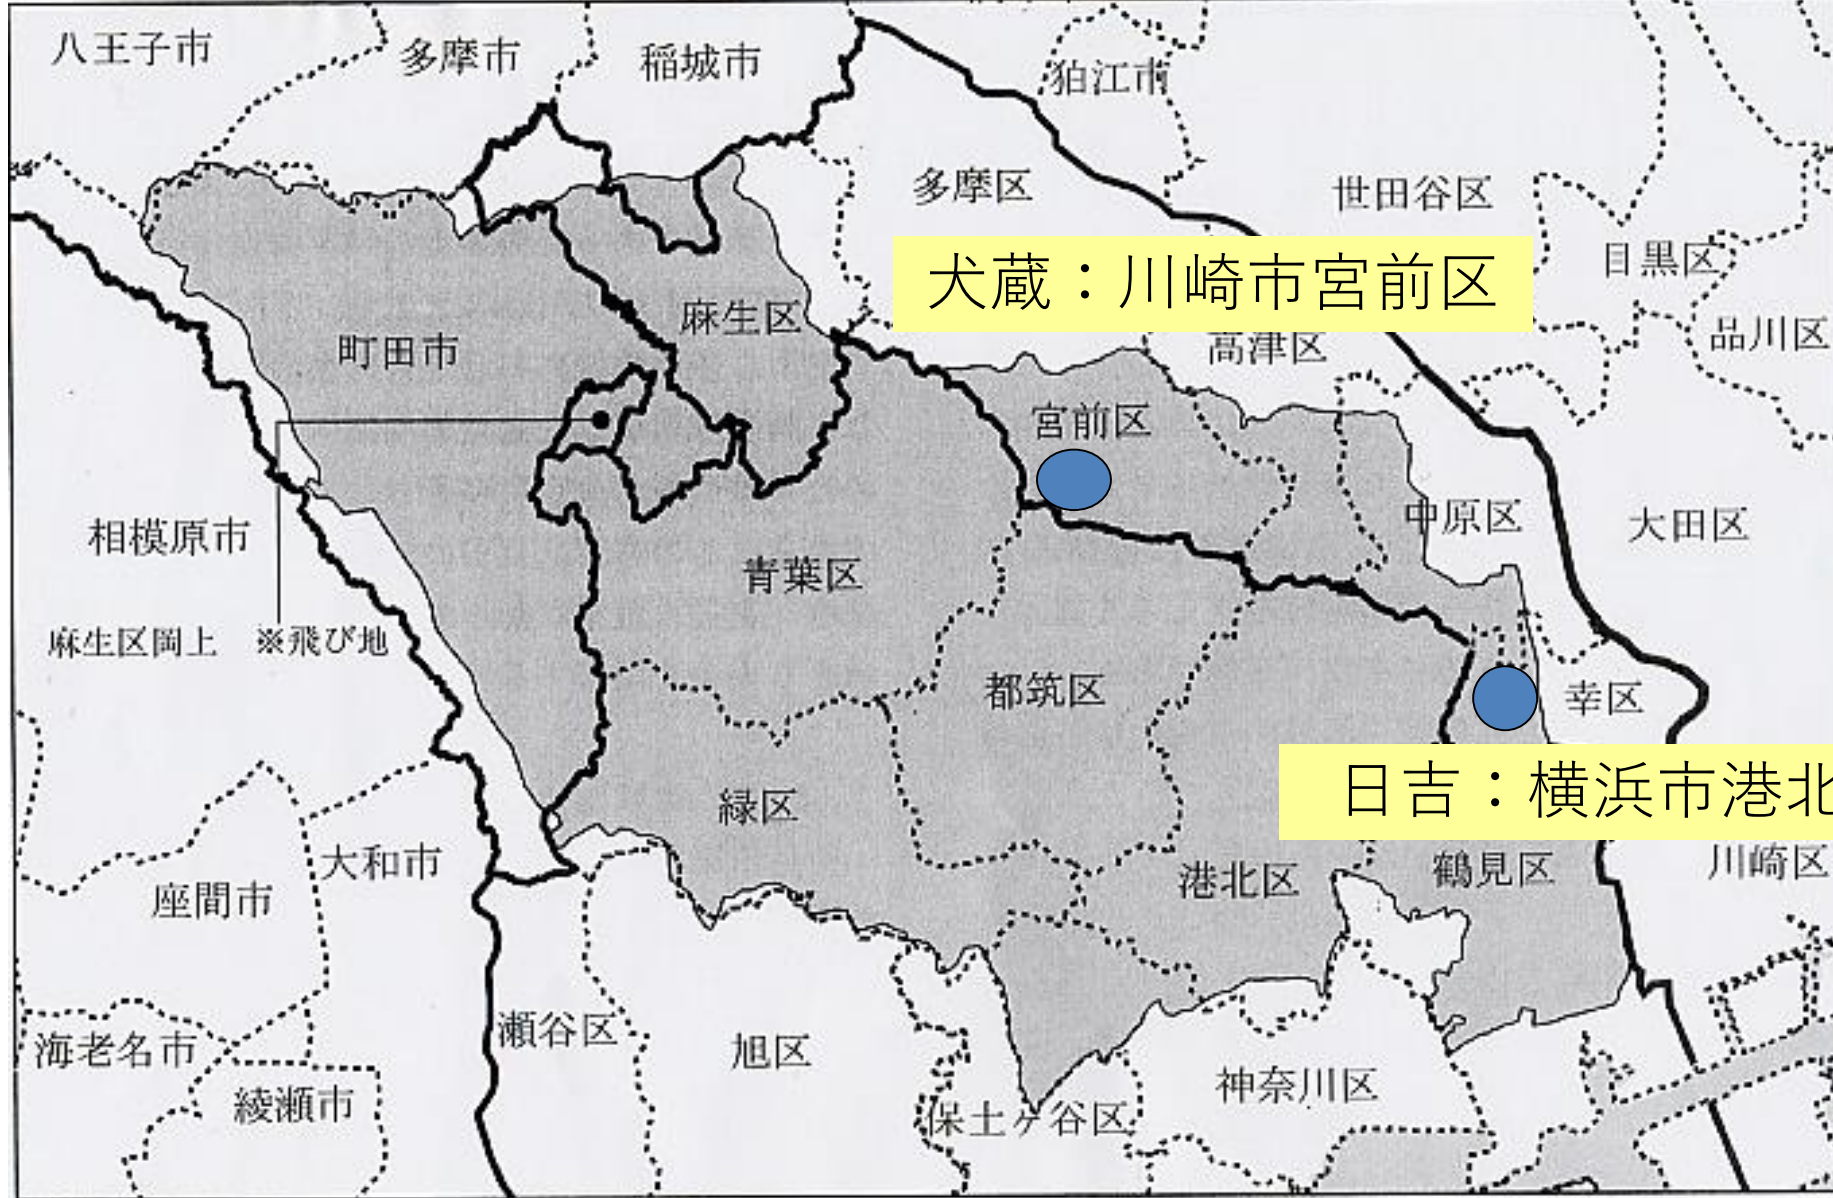 八王子市
多摩市
稲城市
狛江市
多摩区
世田谷区
目黒区
犬蔵：川崎市宮前区
麻生区
町田市
高津区
品川区
宮前区
相模原市
中原区
大田区
青葉区
麻生区岡上 ※飛び地
都筑区
幸区
緑区
日吉：横浜市港北
大和市
座間市
港北区
鶴見区
川崎区
瀬谷区
旭区
海老名市
綾瀬市
神奈川区
保土ヶ谷区